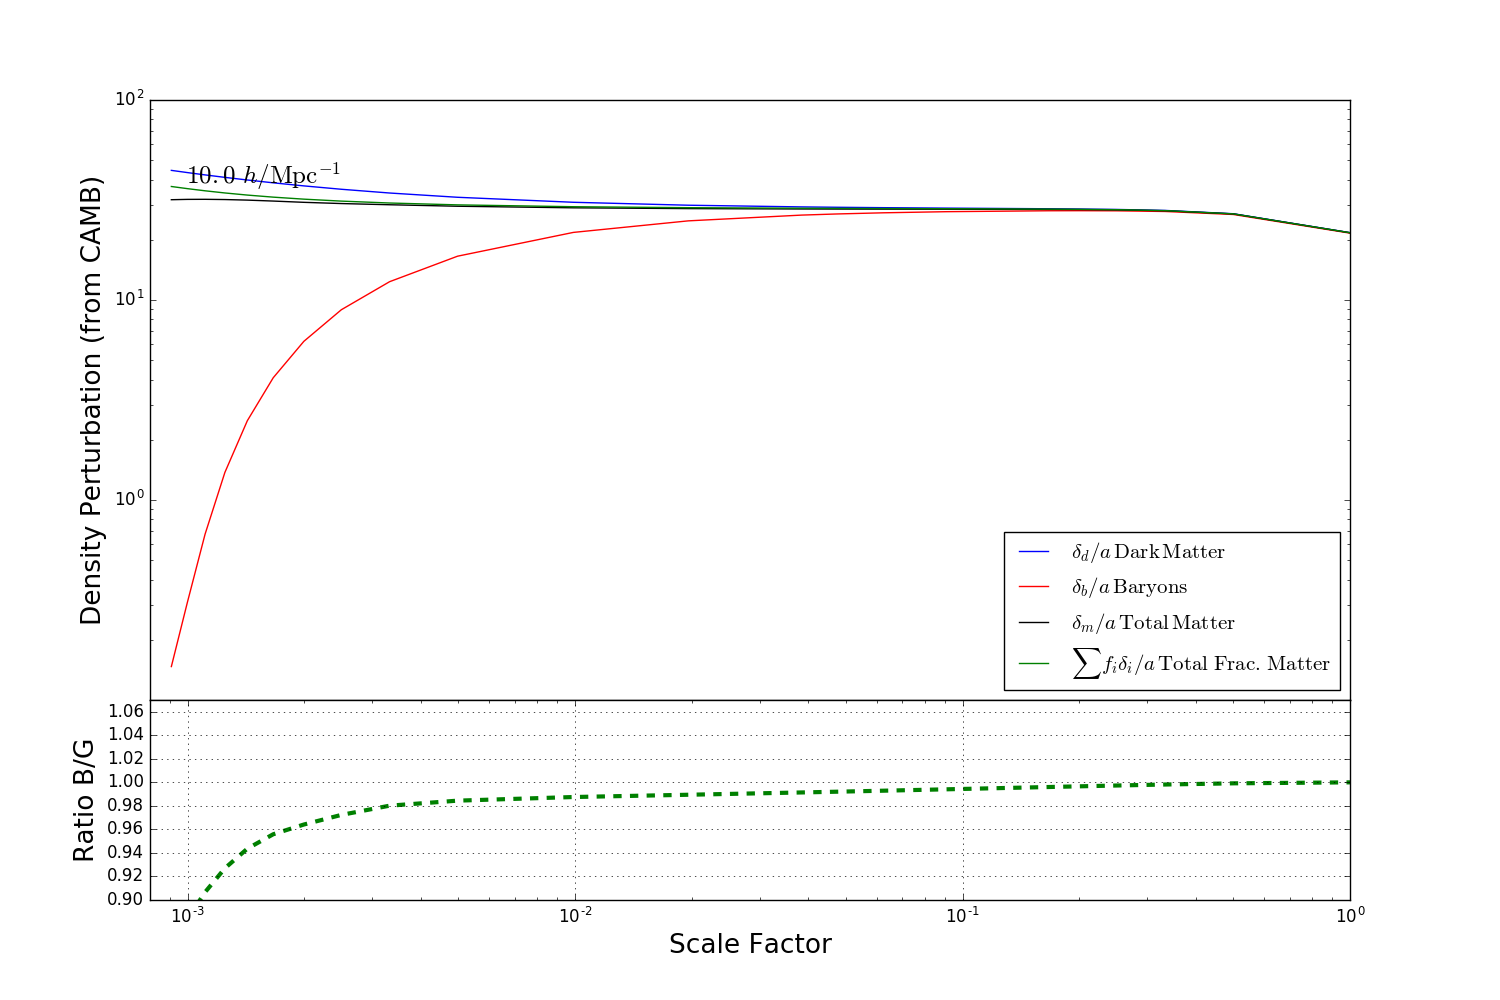 10.0 h/Mpc⁻¹
Density Perturbation (from CAMB)
10²
10¹
10⁰
δ_d/a Dark Matter
δ_b/a Baryons
δ_m/a Total Matter
∑f_iδ_i/a Total Frac. Matter
Ratio B/G
1.06
1.04
1.02
1.00
0.98
0.96
0.94
0.92
0.90
10⁻³ 10⁻² 10⁻¹ 10⁰
Scale Factor